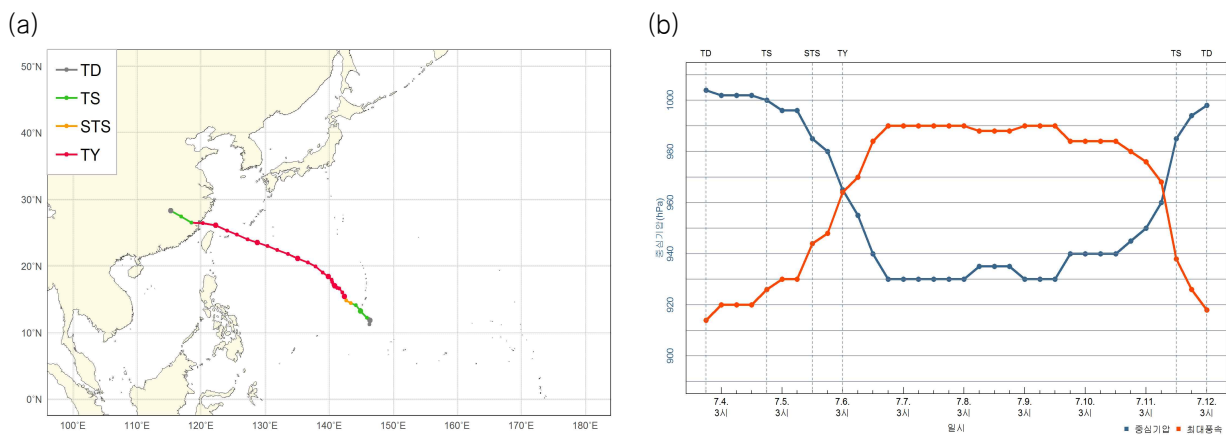 (a)
50˚N
40˚N
30˚N
20˚N
10˚N
0˚N
TD
TS
STS
TY
100˚E 110˚E 120˚E 130˚E 140˚E 150˚E 160˚E 170˚E 180˚E
(b)
TD TS STS TY TS TD
중심기압(hPa)
1000
980
960
940
920
900
7.4. 7.5. 7.6. 7.7. 7.8. 7.9. 7.10. 7.11. 7.12.
3시 3시 3시 3시 3시 3시 3시 3시 3시
일시
중심기압 최대풍속